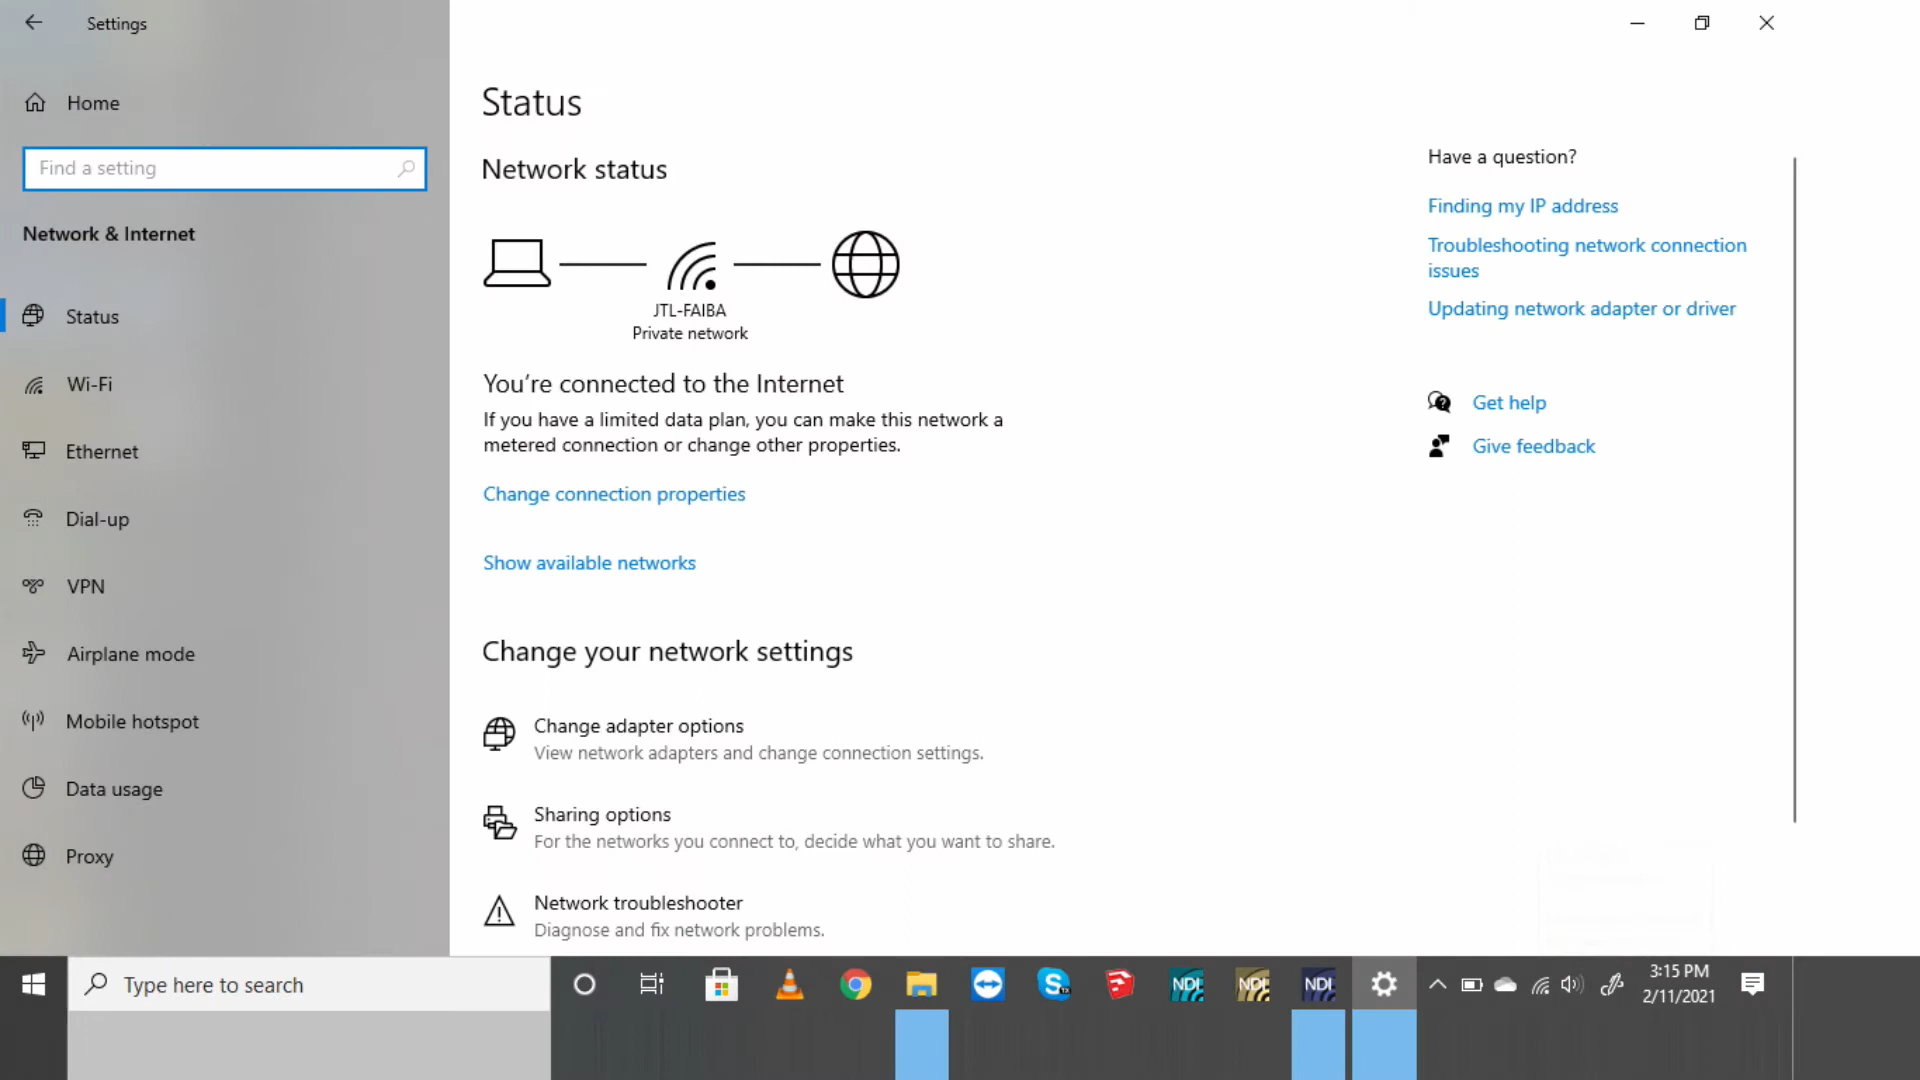 Settings
Home
Find a setting
Network & Internet
Status
Wi-Fi
Ethernet
Dial-up
VPN
Airplane mode
Mobile hotspot
Data usage
Proxy
Status
Network status
JTL-FAIBA
Private network
You're connected to the Internet
If you have a limited data plan, you can make this network a
metered connection or change other properties.
Change connection properties
Show available networks
Change your network settings
Change adapter options
View network adapters and change connection settings.
Sharing options
For the networks you connect to, decide what you want to share.
Network troubleshooter
Diagnose and fix network problems.
Have a question?
Finding my IP address
Troubleshooting network connection
issues
Updating network adapter or driver
Get help
Give feedback
Type here to search
NDI
NDI
NDI
3:15 PM
2/11/2021